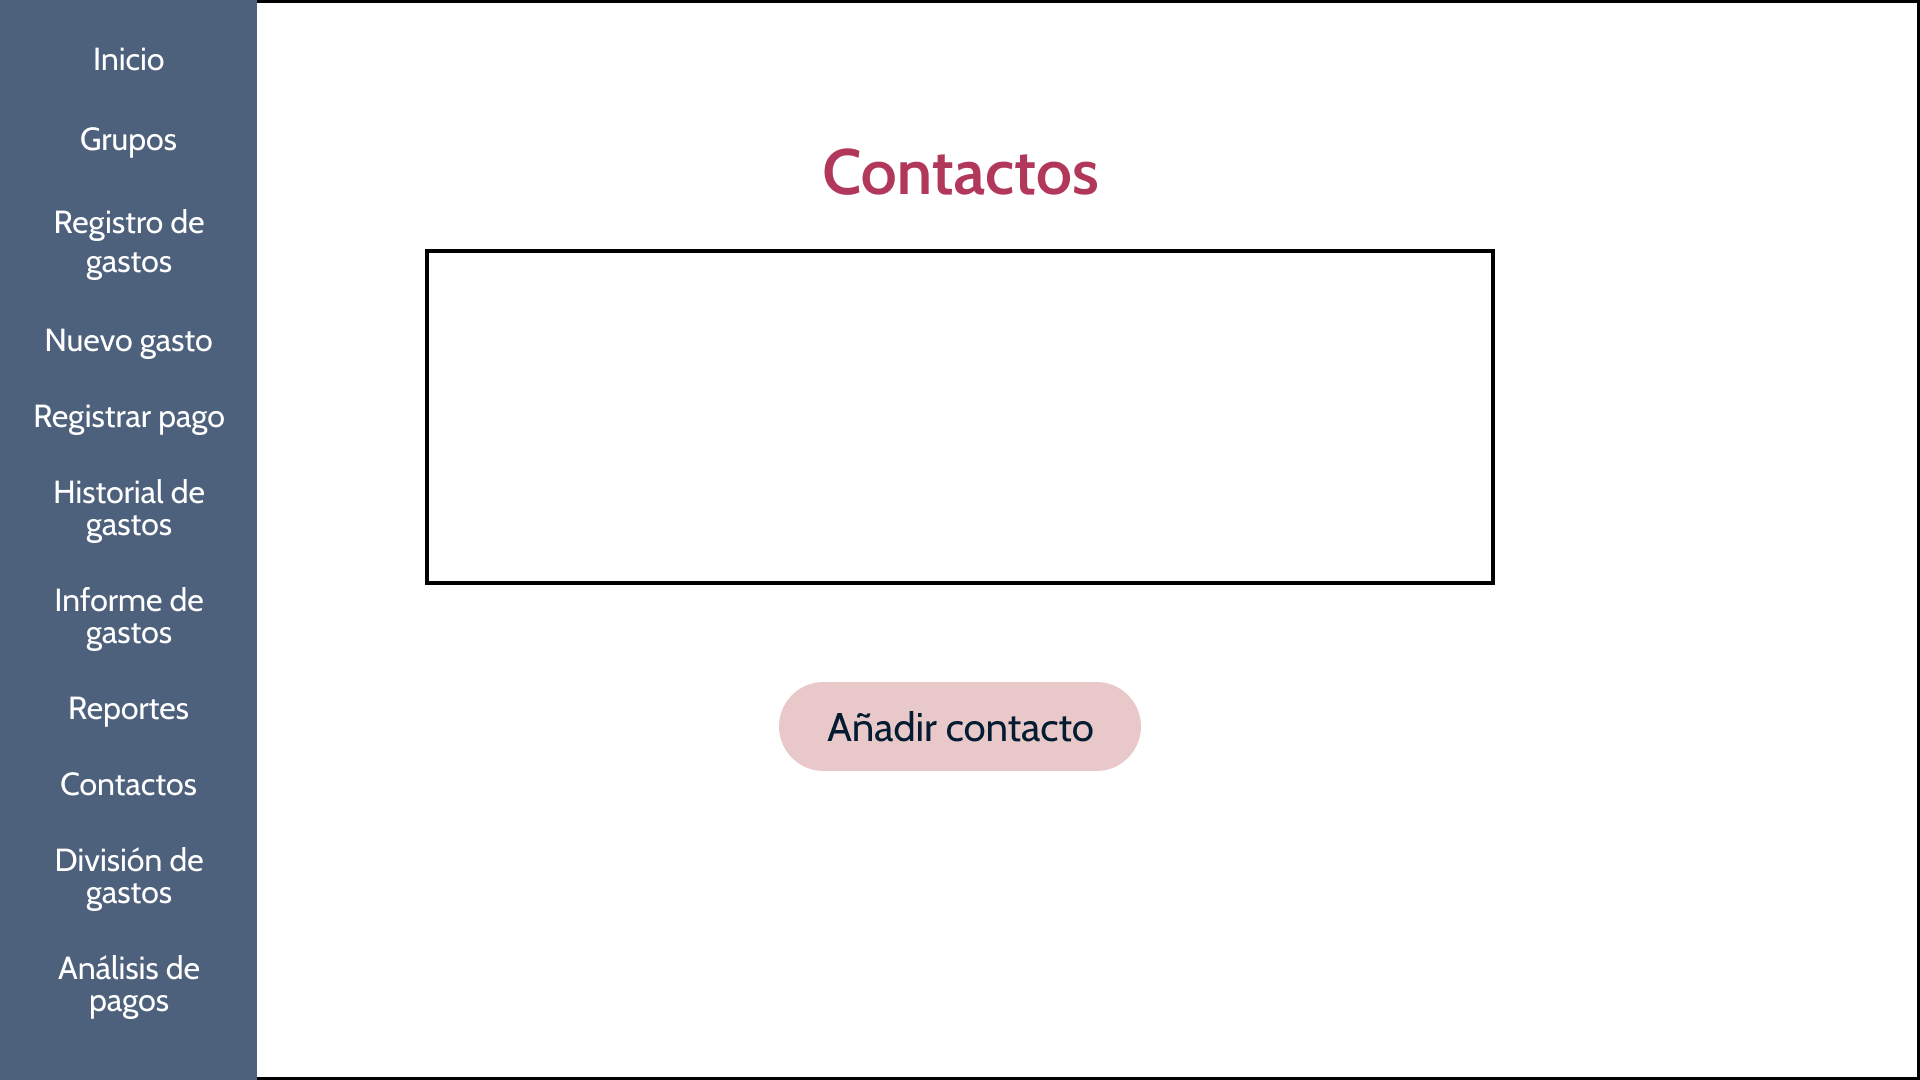 Inicio
Grupos
Registro de
gastos
Nuevo gasto
Registrar pago
Historial de
gastos
Informe de
gastos
Reportes
Contactos
División de
gastos
Análisis de
pagos
Contactos
Añadir contacto